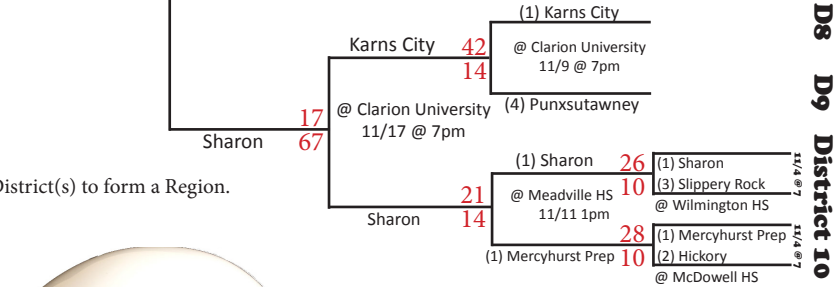 (1) Karns City
Karns City 42
14
@ Clarion University
11/9 @ 7pm
(4) Punxsutawney
@ Clarion University
11/17 @ 7pm
17
Sharon 67
District(s) to form a Region.
(1) Sharon 26
10
(1) Sharon
(3) Slippery Rock
@ Wilmington HS
11/4 @ 7
@ Meadville HS
11/11 1pm
21
Sharon 14
28
(1) Mercyhurst Prep 10
(1) Mercyhurst Prep
(2) Hickory
@ McDowell HS
11/4 @ 7
D8 D9 District 10